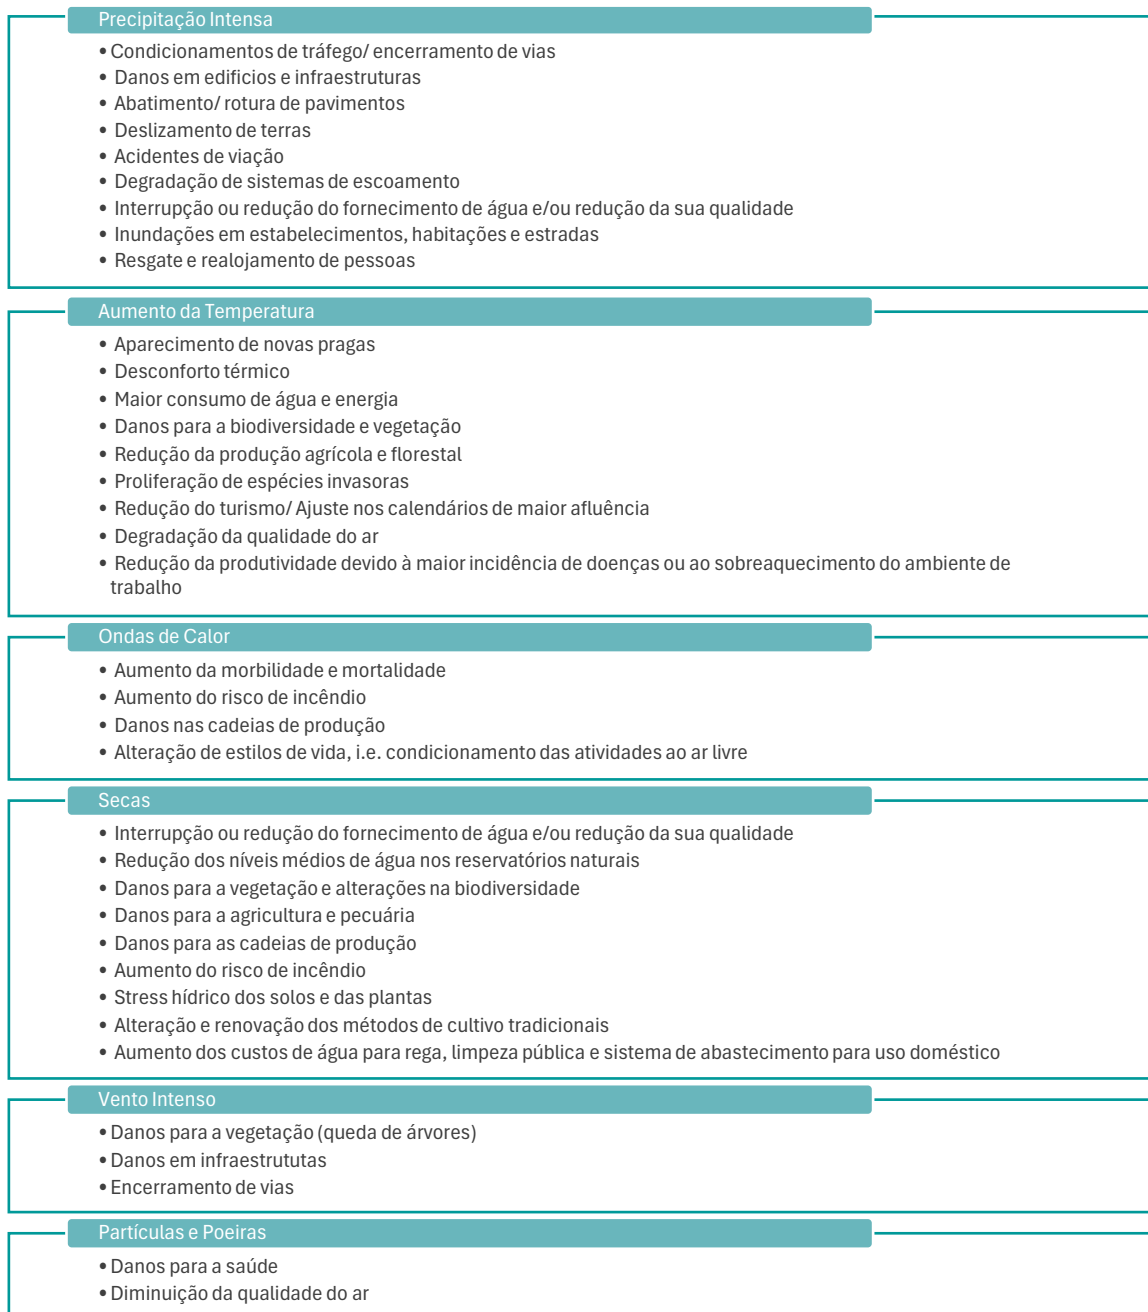 Precipitação Intensa
• Condicionamentos de tráfego/ encerramento de vias
• Danos em edificios e infraestruturas
• Abatimento/ rotura de pavimentos
• Deslizamento de terras
• Acidentes de viação
• Degradação de sistemas de escoamento
• Interrupção ou redução do fornecimento de água e/ou redução da sua qualidade
• Inundações em estabelecimentos, habitações e estradas
• Resgate e realojamento de pessoas
Aumento da Temperatura
• Aparecimento de novas pragas
• Desconforto térmico
• Maior consumo de água e energia
• Danos para a biodiversidade e vegetação
• Redução da produção agrícola e florestal
• Proliferação de espécies invasoras
• Redução do turismo/ Ajuste nos calendários de maior afluência
• Degradação da qualidade do ar
• Redução da produtividade devido à maior incidência de doenças ou ao sobreaquecimento do ambiente de
trabalho
Ondas de Calor
• Aumento da morbilidade e mortalidade
• Aumento do risco de incêndio
• Danos nas cadeias de produção
• Alteração de estilos de vida, i.e. condicionamento das atividades ao ar livre
Secas
• Interrupção ou redução do fornecimento de água e/ou redução da sua qualidade
• Redução dos níveis médios de água nos reservatórios naturais
• Danos para a vegetação e alterações na biodiversidade
• Danos para a agricultura e pecuária
• Danos para as cadeias de produção
• Aumento do risco de incêndio
• Stress hídrico dos solos e das plantas
• Alteração e renovação dos métodos de cultivo tradicionais
• Aumento dos custos de água para rega, limpeza pública e sistema de abastecimento para uso doméstico
Vento Intenso
• Danos para a vegetação (queda de árvores)
• Danos em infraestrututas
• Encerramento de vias
Partículas e Poeiras
• Danos para a saúde
• Diminuição da qualidade do ar